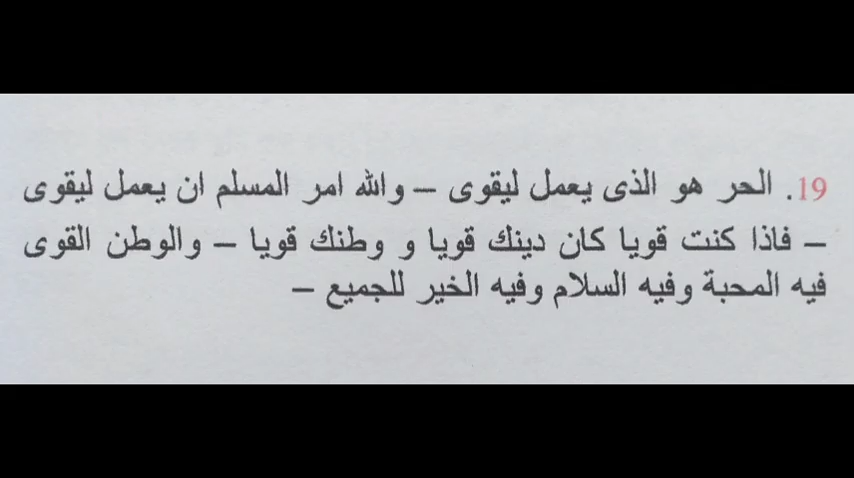 19. الحر هو الذى يعمل ليقوى – والله امر المسلم ان يعمل ليقوى
– فاذا كنت قويا كان دينك قويا و وطنك قويا – والوطن القوى
فيه المحبة وفيه السلام وفيه الخير للجميع –